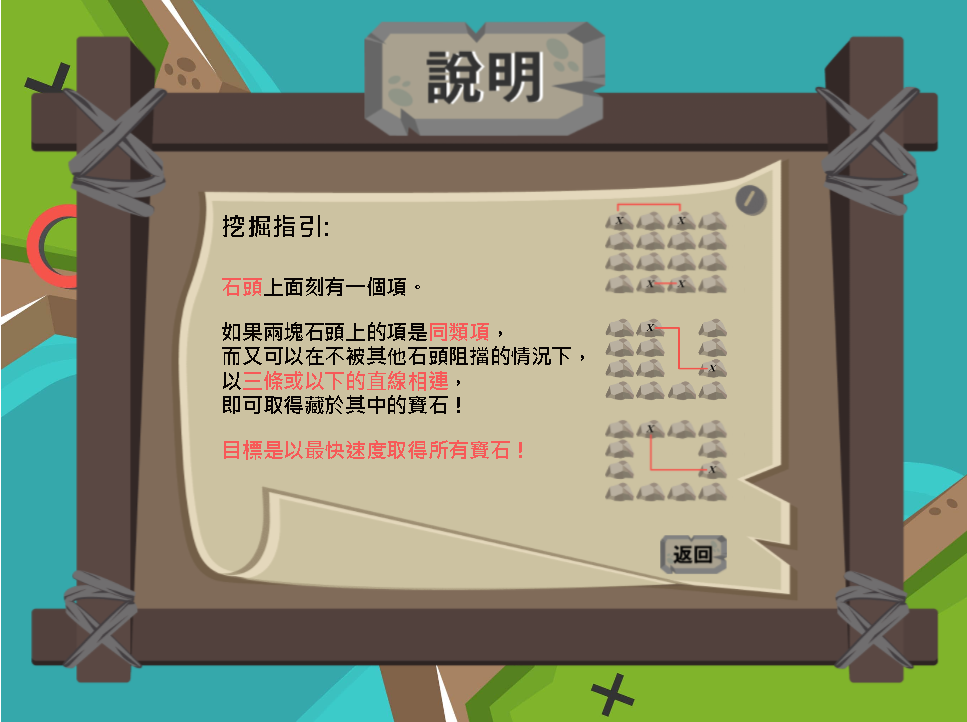 說明
挖掘指引:
石頭上面刻有一個項。
如果兩塊石頭上的項是同類項，
而又可以在不被其他石頭阻擋的情況下，
以三條或以下的直線相連，
即可取得藏於其中的寶石！
目標是以最快速度取得所有寶石！
x x
x x
x
x
x
x
返回